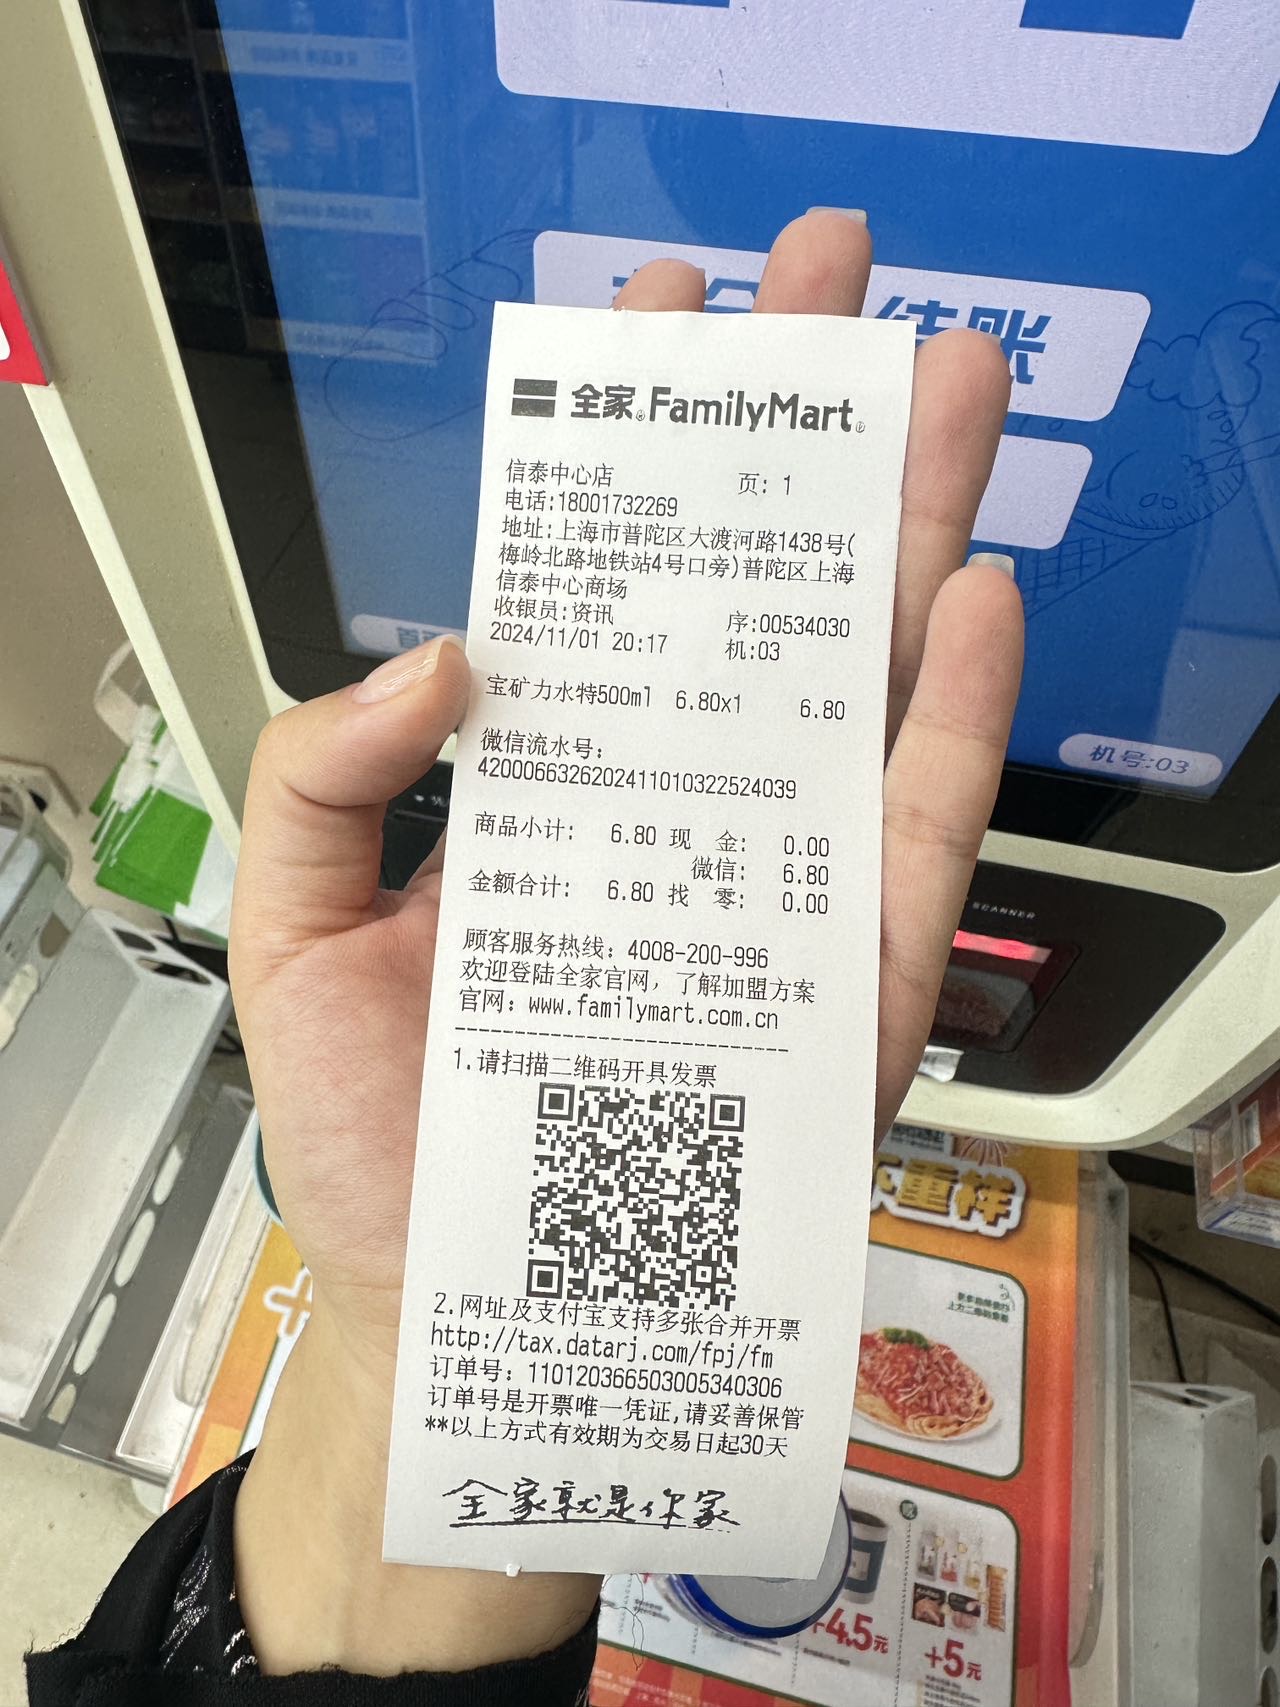 结账
全家 FamilyMart
信泰中心店 页: 1
电话:18001732269
地址:上海市普陀区大渡河路1438号(
梅岭北路地铁站4号口旁)普陀区上海
信泰中心商场
收银员:资讯 序:00534030
2024/11/01 20:17 机:03
宝矿力水特500ml 6.80x1 6.80
微信流水号:
4200066326202411010322524039
商品小计: 6.80 现 金: 0.00
微信: 6.80
金额合计: 6.80 找 零: 0.00
顾客服务热线: 4008-200-996
欢迎登陆全家官网, 了解加盟方案
官网: www.familymart.com.cn
1.请扫描二维码开具发票
2.网址及支付宝支持多张合并开票
http://tax.datarj.com/fpj/fm
订单号: 110120366503005340306
订单号是开票唯一凭证,请妥善保管
**以上方式有效期为交易日起30天
全家就是你家
机号:03
SCANNER
重样
+4.5元
+5元